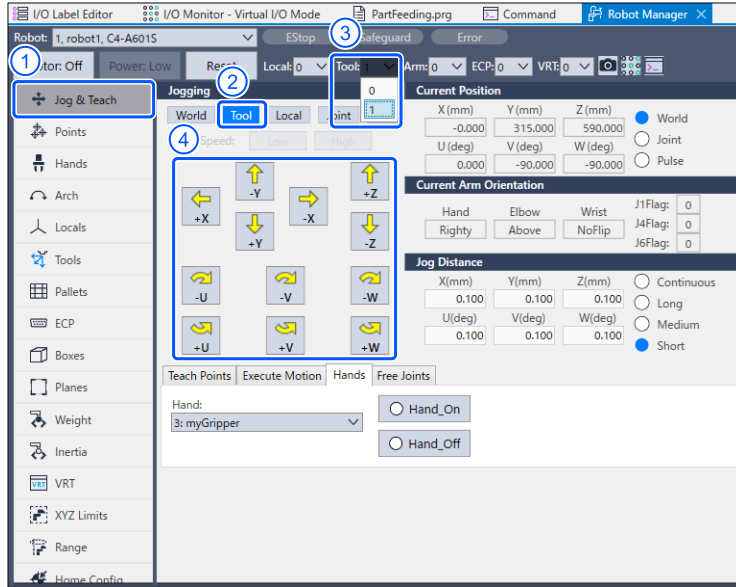 I/O Label Editor I/O Monitor - Virtual I/O Mode PartFeeding.prg Command Robot Manager
Robot: 1, robot1, C4-A601S EStop Safeguard Error
1 2 3 4
Motor: Off Power: Low Reset Local: 0 Tool: 1 Arm: 0 ECP: 0 VRT: 0
0
1
Jog & Teach
Points
Hands
Arch
Locals
Tools
Pallets
ECP
Boxes
Planes
Weight
Inertia
VRT
XYZ Limits
Range
Home Config
Jogging
World Tool Local Joint
Speed: Low High
-Y +Z
+X -X
+Y -Z
-U -V -W
+U +V +W
Current Position
X (mm) Y (mm) Z (mm)
-0.000 315.000 590.000
U (deg) V (deg) W (deg)
0.000 -90.000 -90.000
World
Joint
Pulse
Current Arm Orientation
Hand Elbow Wrist
Righty Above NoFlip
J1Flag: 0
J4Flag: 0
J6Flag: 0
Jog Distance
X(mm) Y(mm) Z(mm)
0.100 0.100 0.100
U(deg) V(deg) W(deg)
0.100 0.100 0.100
Continuous
Long
Medium
Short
Teach Points Execute Motion Hands Free Joints
Hand:
3: myGripper
Hand_On
Hand_Off